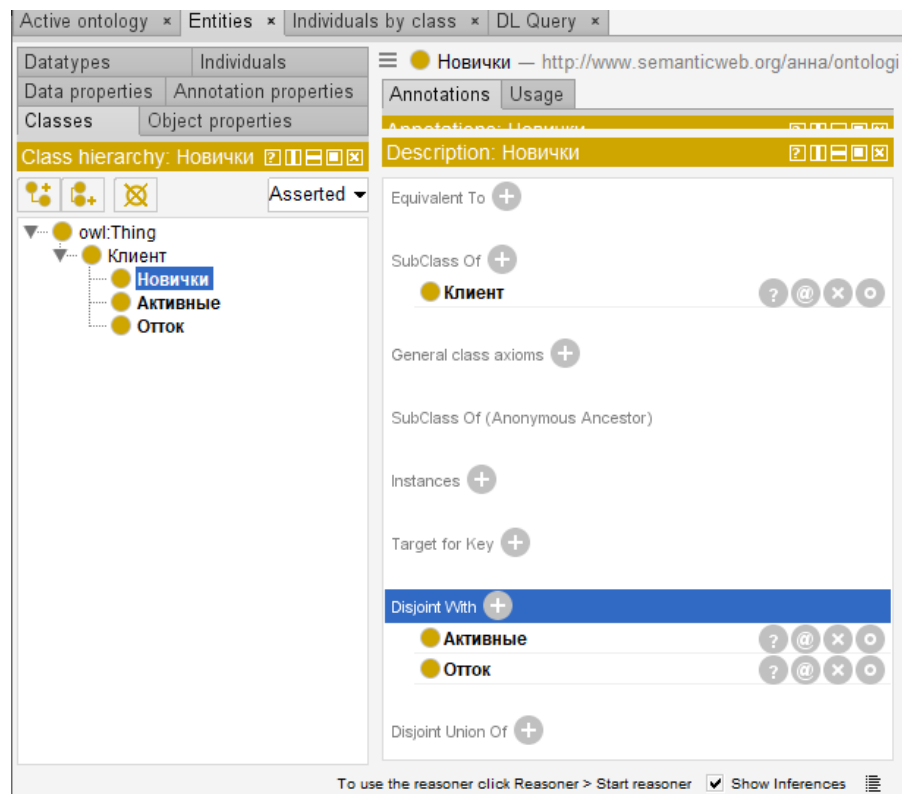 Active ontology × Entities × Individuals by class × DL Query ×
Datatypes Individuals
Data properties Annotation properties
Classes Object properties
Class hierarchy: Новички
Asserted
owl:Thing
Клиент
Новички
Активные
Отток
Новички — http://www.semanticweb.org/анна/ontologi
Annotations Usage
Annotations: Новички
Description: Новички
Equivalent To
SubClass Of
Клиент
General class axioms
SubClass Of (Anonymous Ancestor)
Instances
Target for Key
Disjoint With
Активные
Отток
Disjoint Union Of
To use the reasoner click Reasoner > Start reasoner Show Inferences